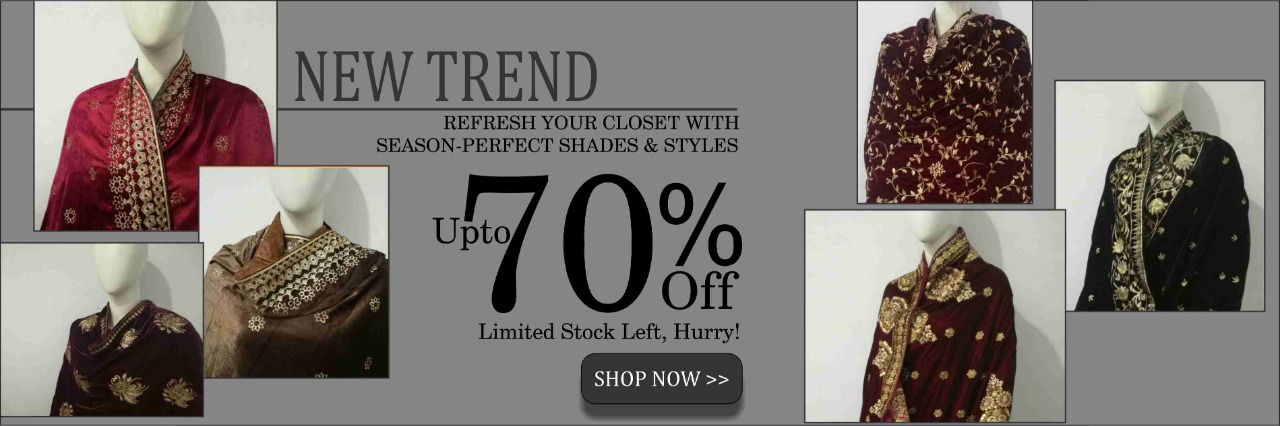 NEW TREND
REFRESH YOUR CLOSET WITH
SEASON-PERFECT SHADES & STYLES
Upto 70% Off
Limited Stock Left, Hurry!
SHOP NOW >>